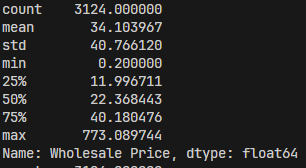 count    3124.000000
mean       34.103967
std        40.766120
min         0.200000
25%        11.996711
50%        22.368443
75%        40.180476
max       773.089744
Name: Wholesale Price, dtype: float64